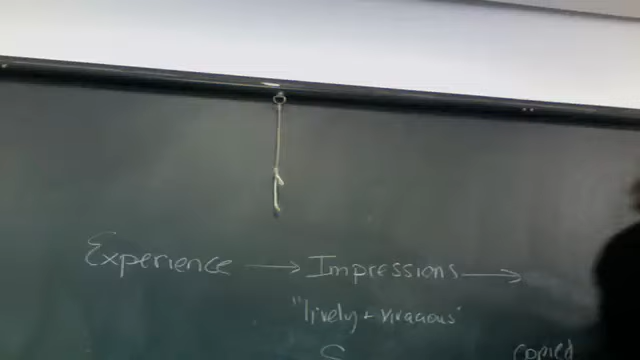 Experience → Impressions →
"lively + vivacious"
copied